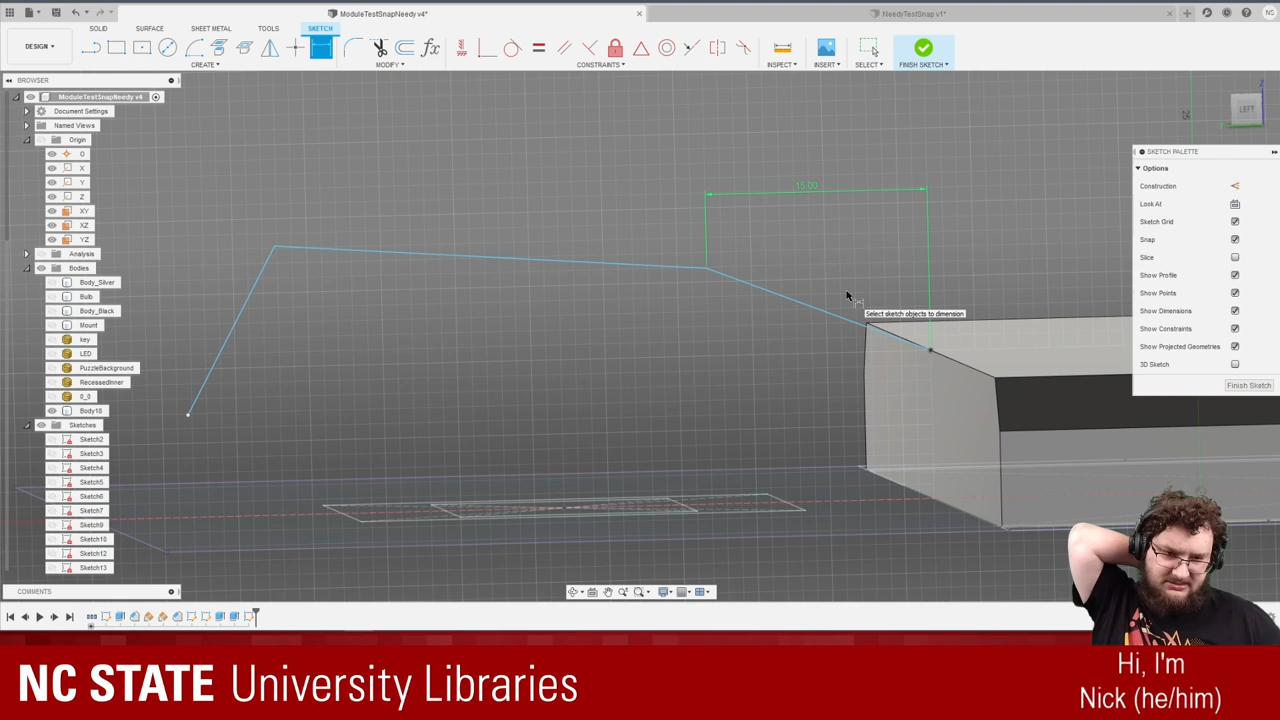 ModuleTestSnapNeedy v4*
NeedyTestSnap v1*
NS
DESIGN
SOLID SURFACE SHEET METAL TOOLS SKETCH
CREATE
MODIFY
CONSTRAINTS
INSPECT
INSERT
SELECT
FINISH SKETCH
BROWSER
ModuleTestSnapNeedy v4
Document Settings
Named Views
Origin
O
X
Y
Z
XY
XZ
YZ
Analysis
Bodies
Body_Silver
Bulb
Body_Black
Mount
key
LED
PuzzleBackground
RecessedInner
0_0
Body18
Sketches
Sketch2
Sketch3
Sketch4
Sketch5
Sketch6
Sketch7
Sketch9
Sketch10
Sketch12
Sketch13
COMMENTS
15.00
Select sketch objects to dimension
25
LEFT
Z
SKETCH PALETTE
Options
Construction
Look At
Sketch Grid
Snap
Slice
Show Profile
Show Points
Show Dimensions
Show Constraints
Show Projected Geometries
3D Sketch
Finish Sketch
NC STATE University Libraries
Hi, I'm
Nick (he/him)